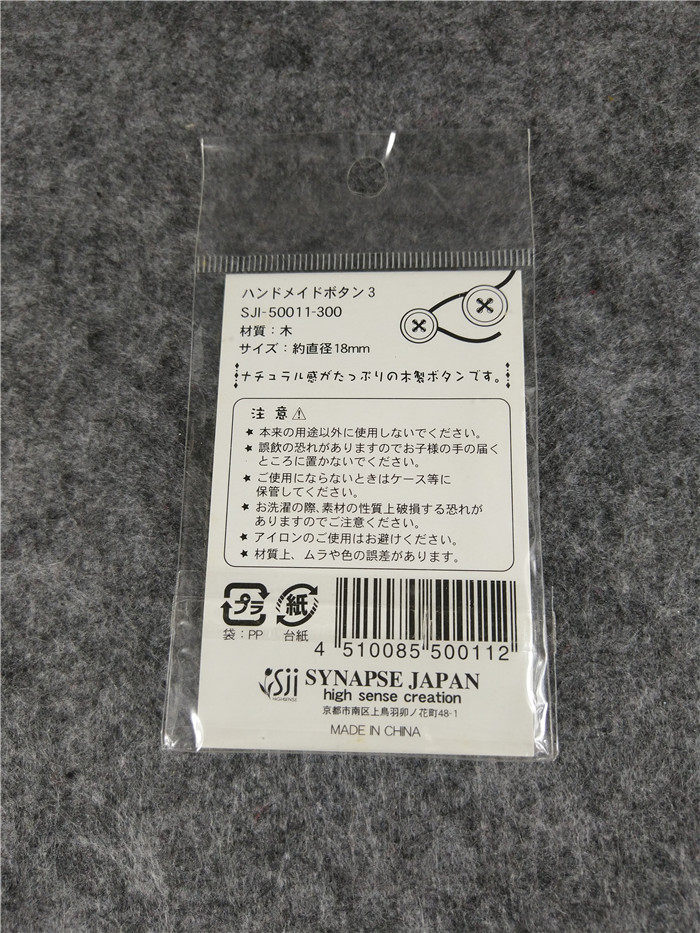 ハンドメイドボタン3
SJI-50011-300
材質：木
サイズ：約直径18mm
ナチュラル感がたっぷりの木製ボタンです。
注意⚠
★ 本来の用途以外に使用しないでください。
★ 誤飲の恐れがありますのでお子様の手の届く
ところに置かないでください。
★ ご使用にならないときはケース等に
保管してください。
★ お洗濯の際、素材の性質上破損する恐れが
ありますのでご注意ください。
★ アイロンのご使用はお避けください。
★ 材質上、ムラや色の誤差があります。
プラ 紙
袋：PP 台紙
4 510085 500112
Sji SYNAPSE JAPAN
HIGHSENSE high sense creation
京都市南区上鳥羽卯ノ花町48-1
MADE IN CHINA